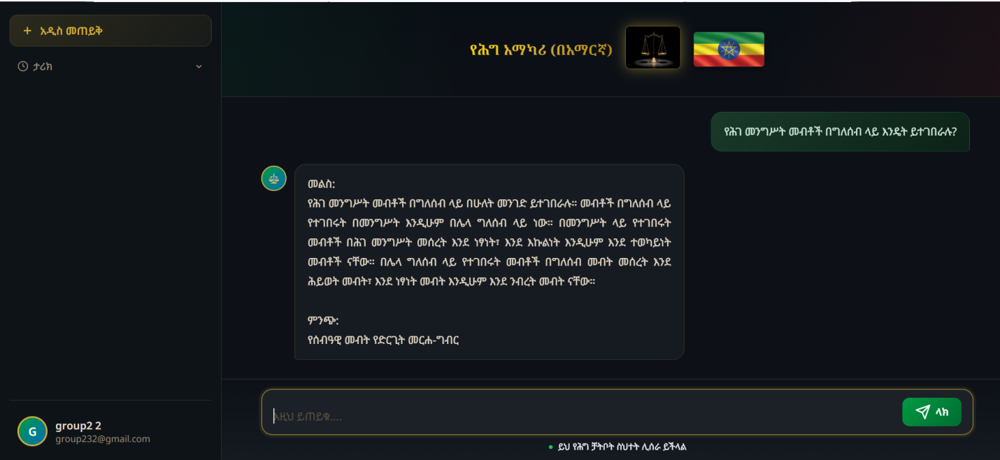 + አዲስ መጠይቅ
ታሪክ
የሕግ አማካሪ (በአማርኛ)
የሕገ መንግሥት መብቶች በግለሰብ ላይ እንዴት ይተገበራሉ?
መልስ:
የሕገ መንግሥት መብቶች በግለሰብ ላይ በሁለት መንገድ ይተገበራሉ። መብቶች በግለሰብ ላይ
የተገበሩት በመንግሥት እንዲሁም በሌላ ግለሰብ ላይ ነው። በመንግሥት ላይ የተገበሩት
መብቶች በሕገ መንግሥት መሰረት እንደ ነፃነት፣ እንደ እኩልነት እንዲሁም እንደ ተወካይነት
መብቶች ናቸው። በሌላ ግለሰብ ላይ የተገበሩት መብቶች በግለሰብ መብት መሰረት እንደ
ሕይወት መብት፣ እንደ ነፃነት መብት እንዲሁም እንደ ንብረት መብት ናቸው።
ምንጭ:
የሰብዓዊ መብት የድርጊት መርሐ-ግብር
እዚህ ይጠይቁ....
ላክ
ይህ የሕግ ቻትቦት ስህተት ሊሰራ ይችላል
G
group2 2
group232@gmail.com